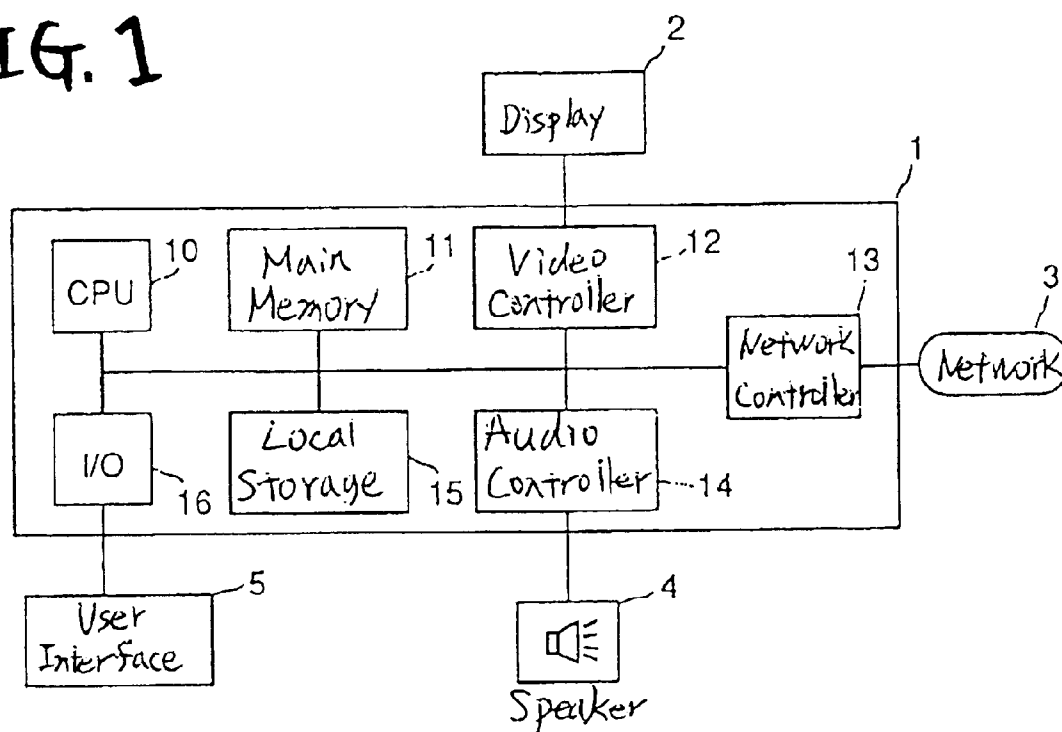 IG. 1
2
Display
1
CPU
10
Main
Memory
11
Video
Controller
12
13
Network
Controller
3
Network
I/O
16
Local
Storage
15
Audio
Controller
14
5
User
Interface
4
Speaker